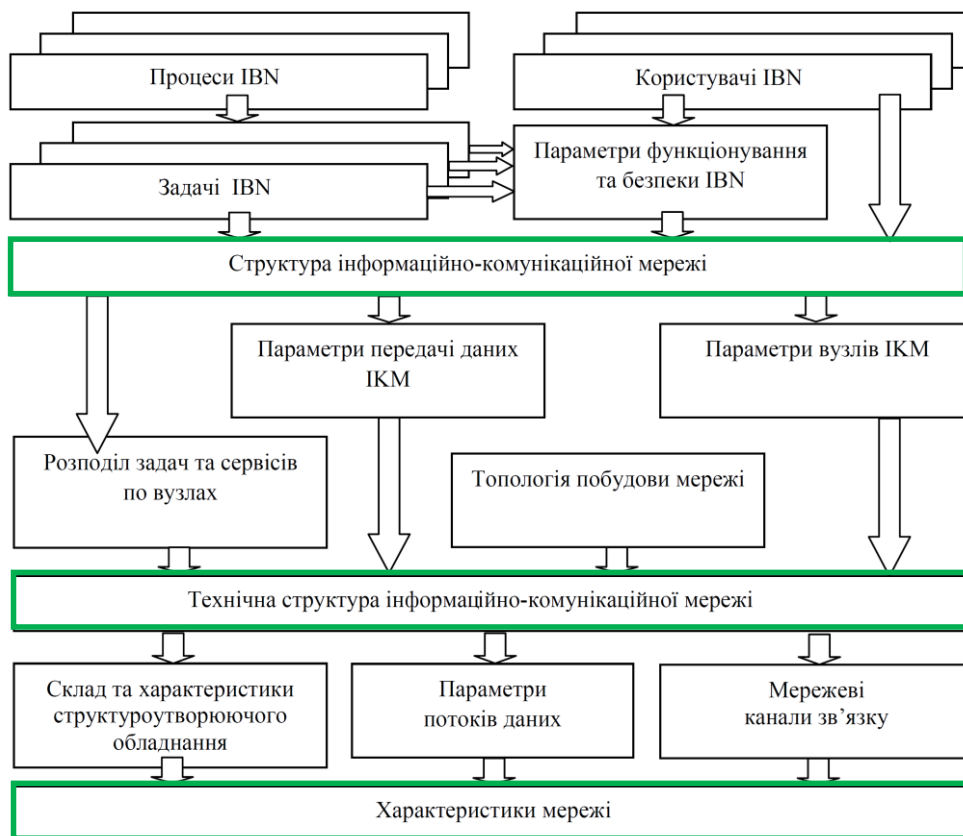 Процеси IBN
Користувачі IBN
Задачі IBN
Параметри функціонування
та безпеки IBN
Структура інформаційно-комунікаційної мережі
Параметри передачі даних
ІКМ
Параметри вузлів ІКМ
Розподіл задач та сервісів
по вузлах
Топологія побудови мережі
Технічна структура інформаційно-комунікаційної мережі
Склад та характеристики
структуроутворюючого
обладнання
Параметри
потоків даних
Мережеві
канали зв’язку
Характеристики мережі